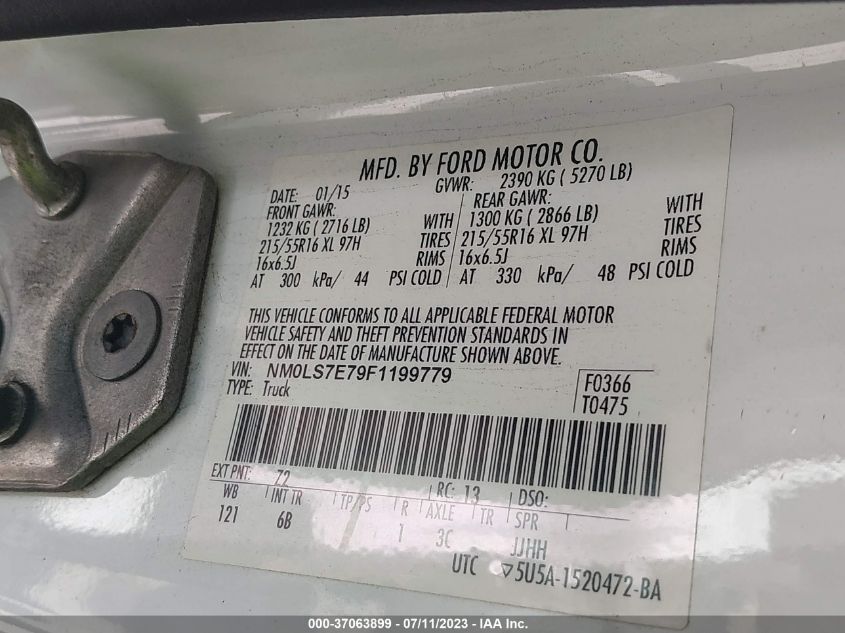 MFD. BY FORD MOTOR CO.
DATE: 01/15 GVWR: 2390 KG ( 5270 LB)
FRONT GAWR: REAR GAWR:
1232 KG ( 2716 LB) WITH 1300 KG ( 2866 LB) WITH
215/55R16 XL 97H TIRES 215/55R16 XL 97H TIRES
16x6.5J RIMS 16x6.5J RIMS
AT 300 kPa/ 44 PSI COLD AT 330 kPa/ 48 PSI COLD
THIS VEHICLE CONFORMS TO ALL APPLICABLE FEDERAL MOTOR
VEHICLE SAFETY AND THEFT PREVENTION STANDARDS IN
EFFECT ON THE DATE OF MANUFACTURE SHOWN ABOVE.
VIN: NM0LS7E79F1199779
TYPE: Truck
F0366
T0475
EXT PNT: Z2 RC: 13 DSO:
WB INT TR TP/PS R AXLE TR SPR
121 6B 1 3C JJHH
UTC ▽5U5A-1520472-BA
000-37063899 - 07/11/2023 - IAA Inc.